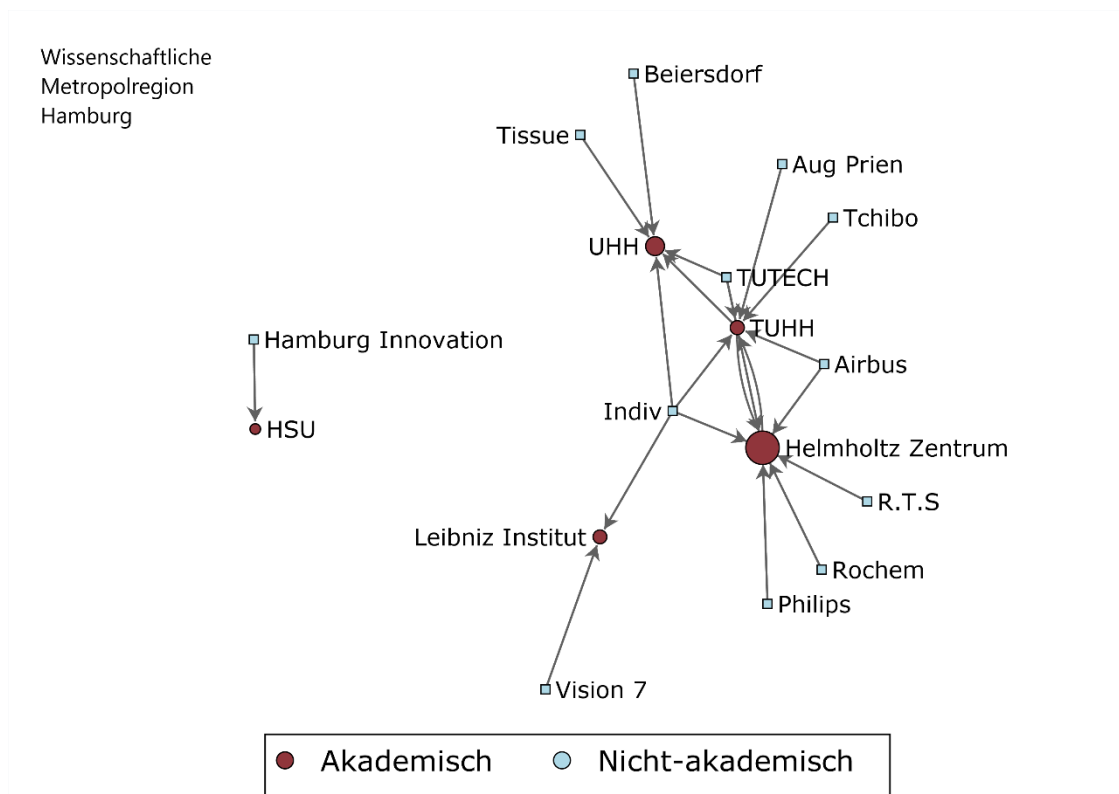 Wissenschaftliche
Metropolregion
Hamburg
Beiersdorf
Tissue
Aug Prien
Tchibo
UHH
TUTECH
TUHH
Hamburg Innovation
Airbus
Indiv
HSU
Helmholtz Zentrum
R.T.S
Leibniz Institut
Rochem
Philips
Vision 7
Akademisch
Nicht-akademisch